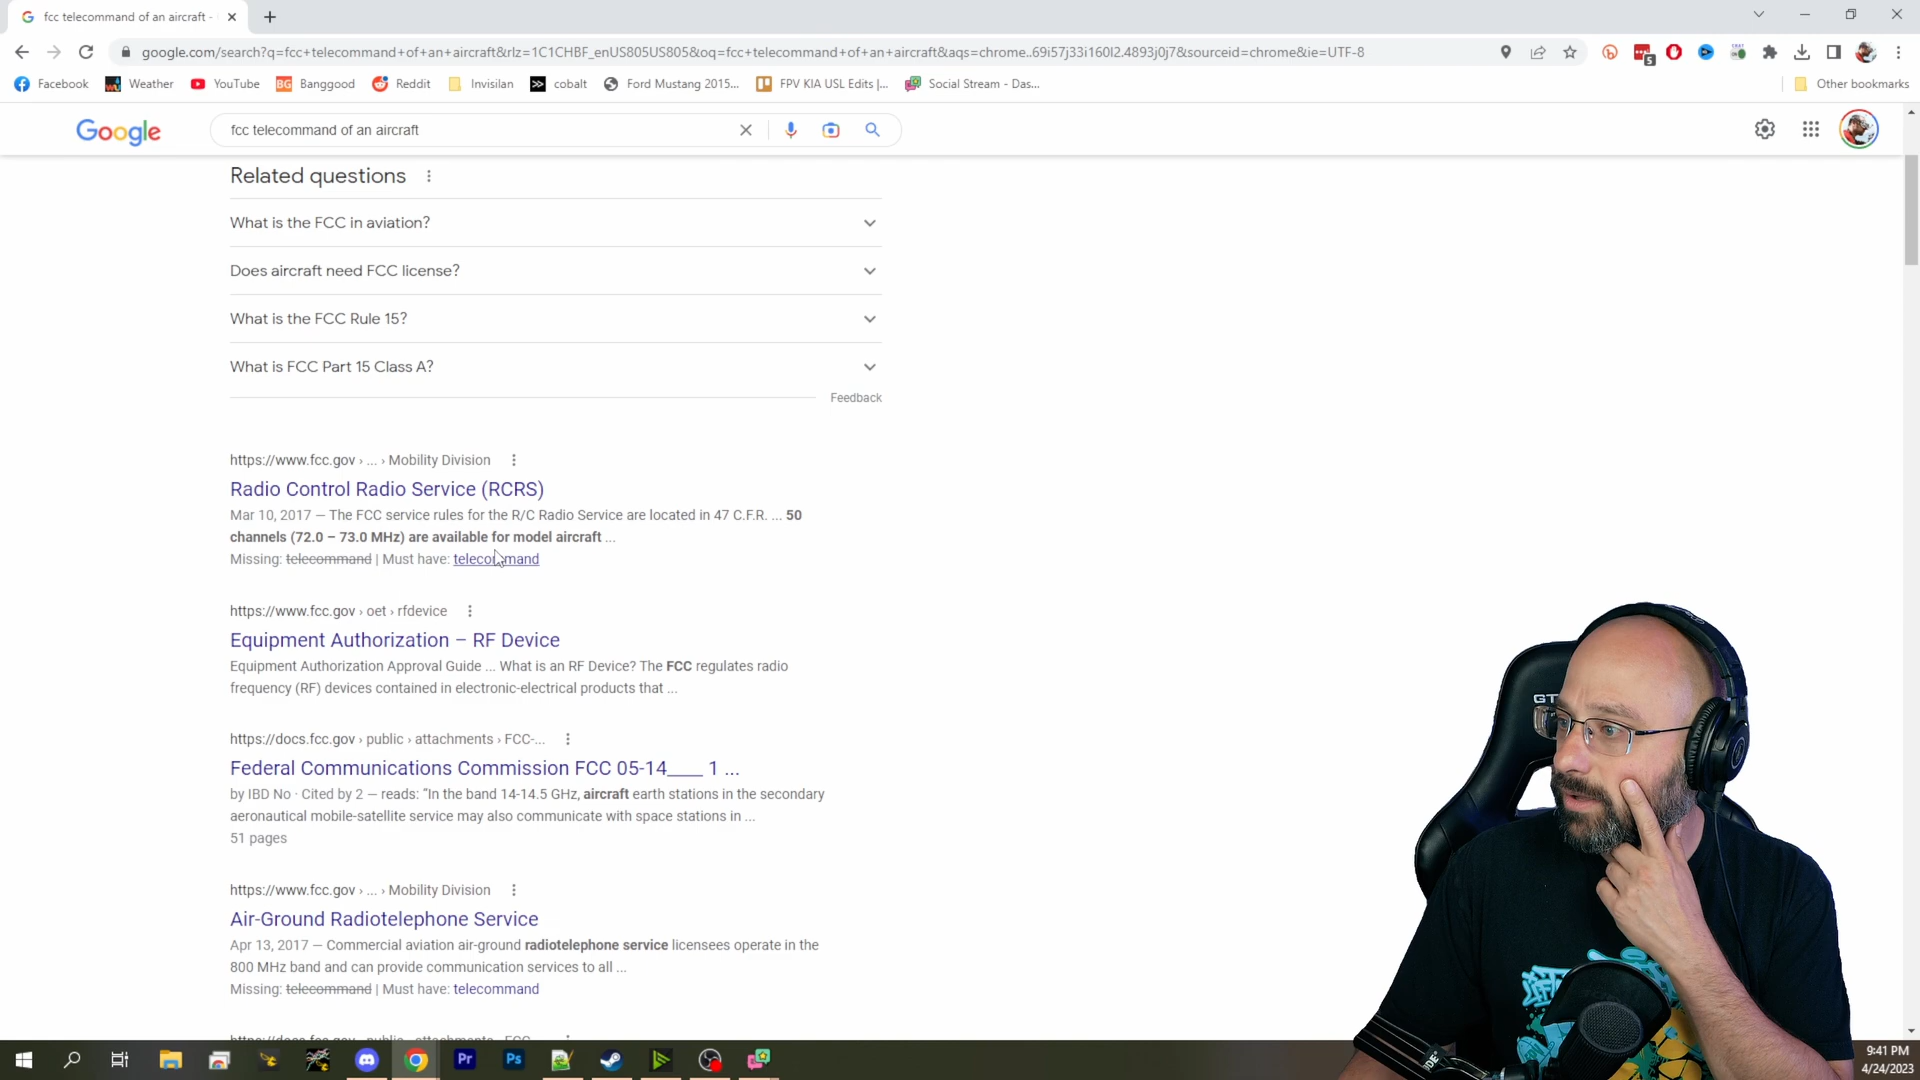 fcc telecommand of an aircraft -
google.com/search?q=fcc+telecommand+of+an+aircraft&rlz=1C1CHBF_enUS805US805&oq=fcc+telecommand+of+an+aircraft&aqs=chrome..69i57j33i160l2.4893j0j7&sourceid=chrome&ie=UTF-8
5
Facebook Weather YouTube BG Banggood Reddit Invisilan cobalt Ford Mustang 2015... FPV KIA USL Edits |... Social Stream - Das... Other bookmarks
Google fcc telecommand of an aircraft
Related questions
What is the FCC in aviation?
Does aircraft need FCC license?
What is the FCC Rule 15?
What is FCC Part 15 Class A?
Feedback
https://www.fcc.gov › ... › Mobility Division
Radio Control Radio Service (RCRS)
Mar 10, 2017 — The FCC service rules for the R/C Radio Service are located in 47 C.F.R. ... 50
channels (72.0 – 73.0 MHz) are available for model aircraft ...
Missing: telecommand | Must have: telecommand
https://www.fcc.gov › oet › rfdevice
Equipment Authorization – RF Device
Equipment Authorization Approval Guide ... What is an RF Device? The FCC regulates radio
frequency (RF) devices contained in electronic-electrical products that ...
https://docs.fcc.gov › public › attachments › FCC-...
Federal Communications Commission FCC 05-14____ 1 ...
by IBD No · Cited by 2 — reads: "In the band 14-14.5 GHz, aircraft earth stations in the secondary
aeronautical mobile-satellite service may also communicate with space stations in ...
51 pages
https://www.fcc.gov › ... › Mobility Division
Air-Ground Radiotelephone Service
Apr 13, 2017 — Commercial aviation air-ground radiotelephone service licensees operate in the
800 MHz band and can provide communication services to all ...
Missing: telecommand | Must have: telecommand
https://docs.fcc.gov › public › attachments › FCC-...
GT
Pr Ps
9:41 PM
4/24/2023